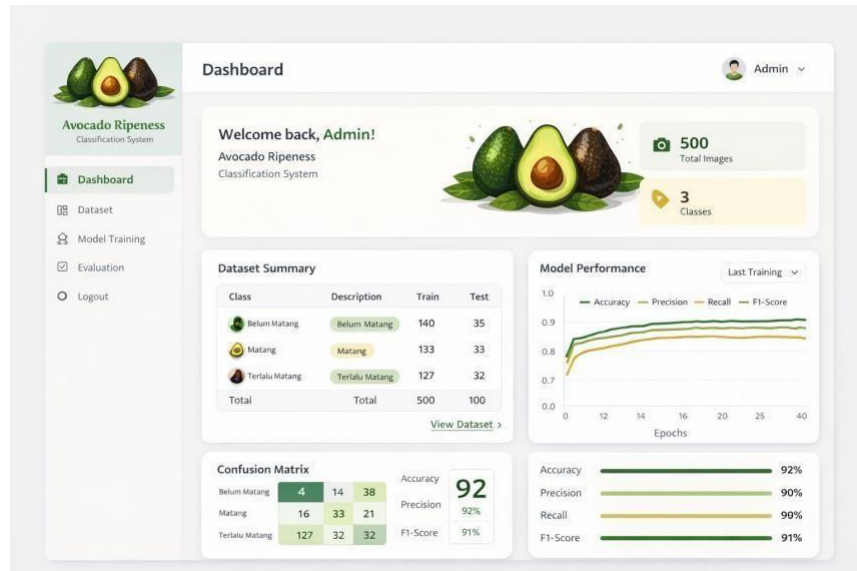 Avocado Ripeness
Classification System
Dashboard
Dataset
Model Training
Evaluation
Logout
Dashboard
Admin
Welcome back, Admin!
Avocado Ripeness
Classification System
500
Total Images
3
Classes
Dataset Summary
Class Description Train Test
Belum Matang Belum Matang 140 35
Matang Matang 133 33
Terlalu Matang Terlalu Matang 127 32
Total Total 500 100
View Dataset >
Model Performance
Last Training
Accuracy Precision Recall F1-Score
1.0
0.9
0.8
0.7
0.0
0 12 14 16 20 25 40
Epochs
Confusion Matrix
Belum Matang 4 14 38
Matang 16 33 21
Terlalu Matang 127 32 32
Accuracy 92
Precision 92%
F1-Score 91%
Accuracy 92%
Precision 90%
Recall 90%
F1-Score 91%